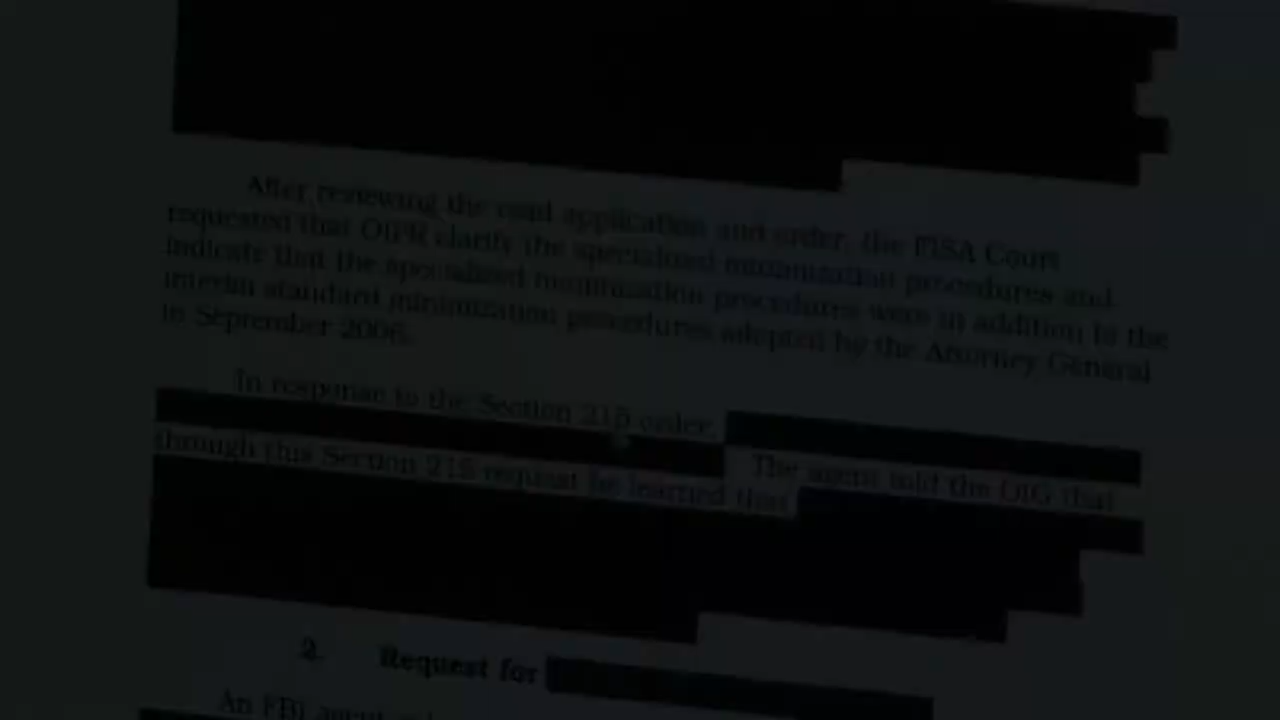 After reviewing the read application and order, the FISA Court
requested that OIPR clarify the specialized minimization procedures and
indicate that the specialized minimization procedures were in addition to the
interim standard minimization procedures adopted by the Attorney General
in September 2006.
In response to the Section 215 order,
The agent told the OIG that
through this Section 215 request he learned that
2. Request for
An FBI agent